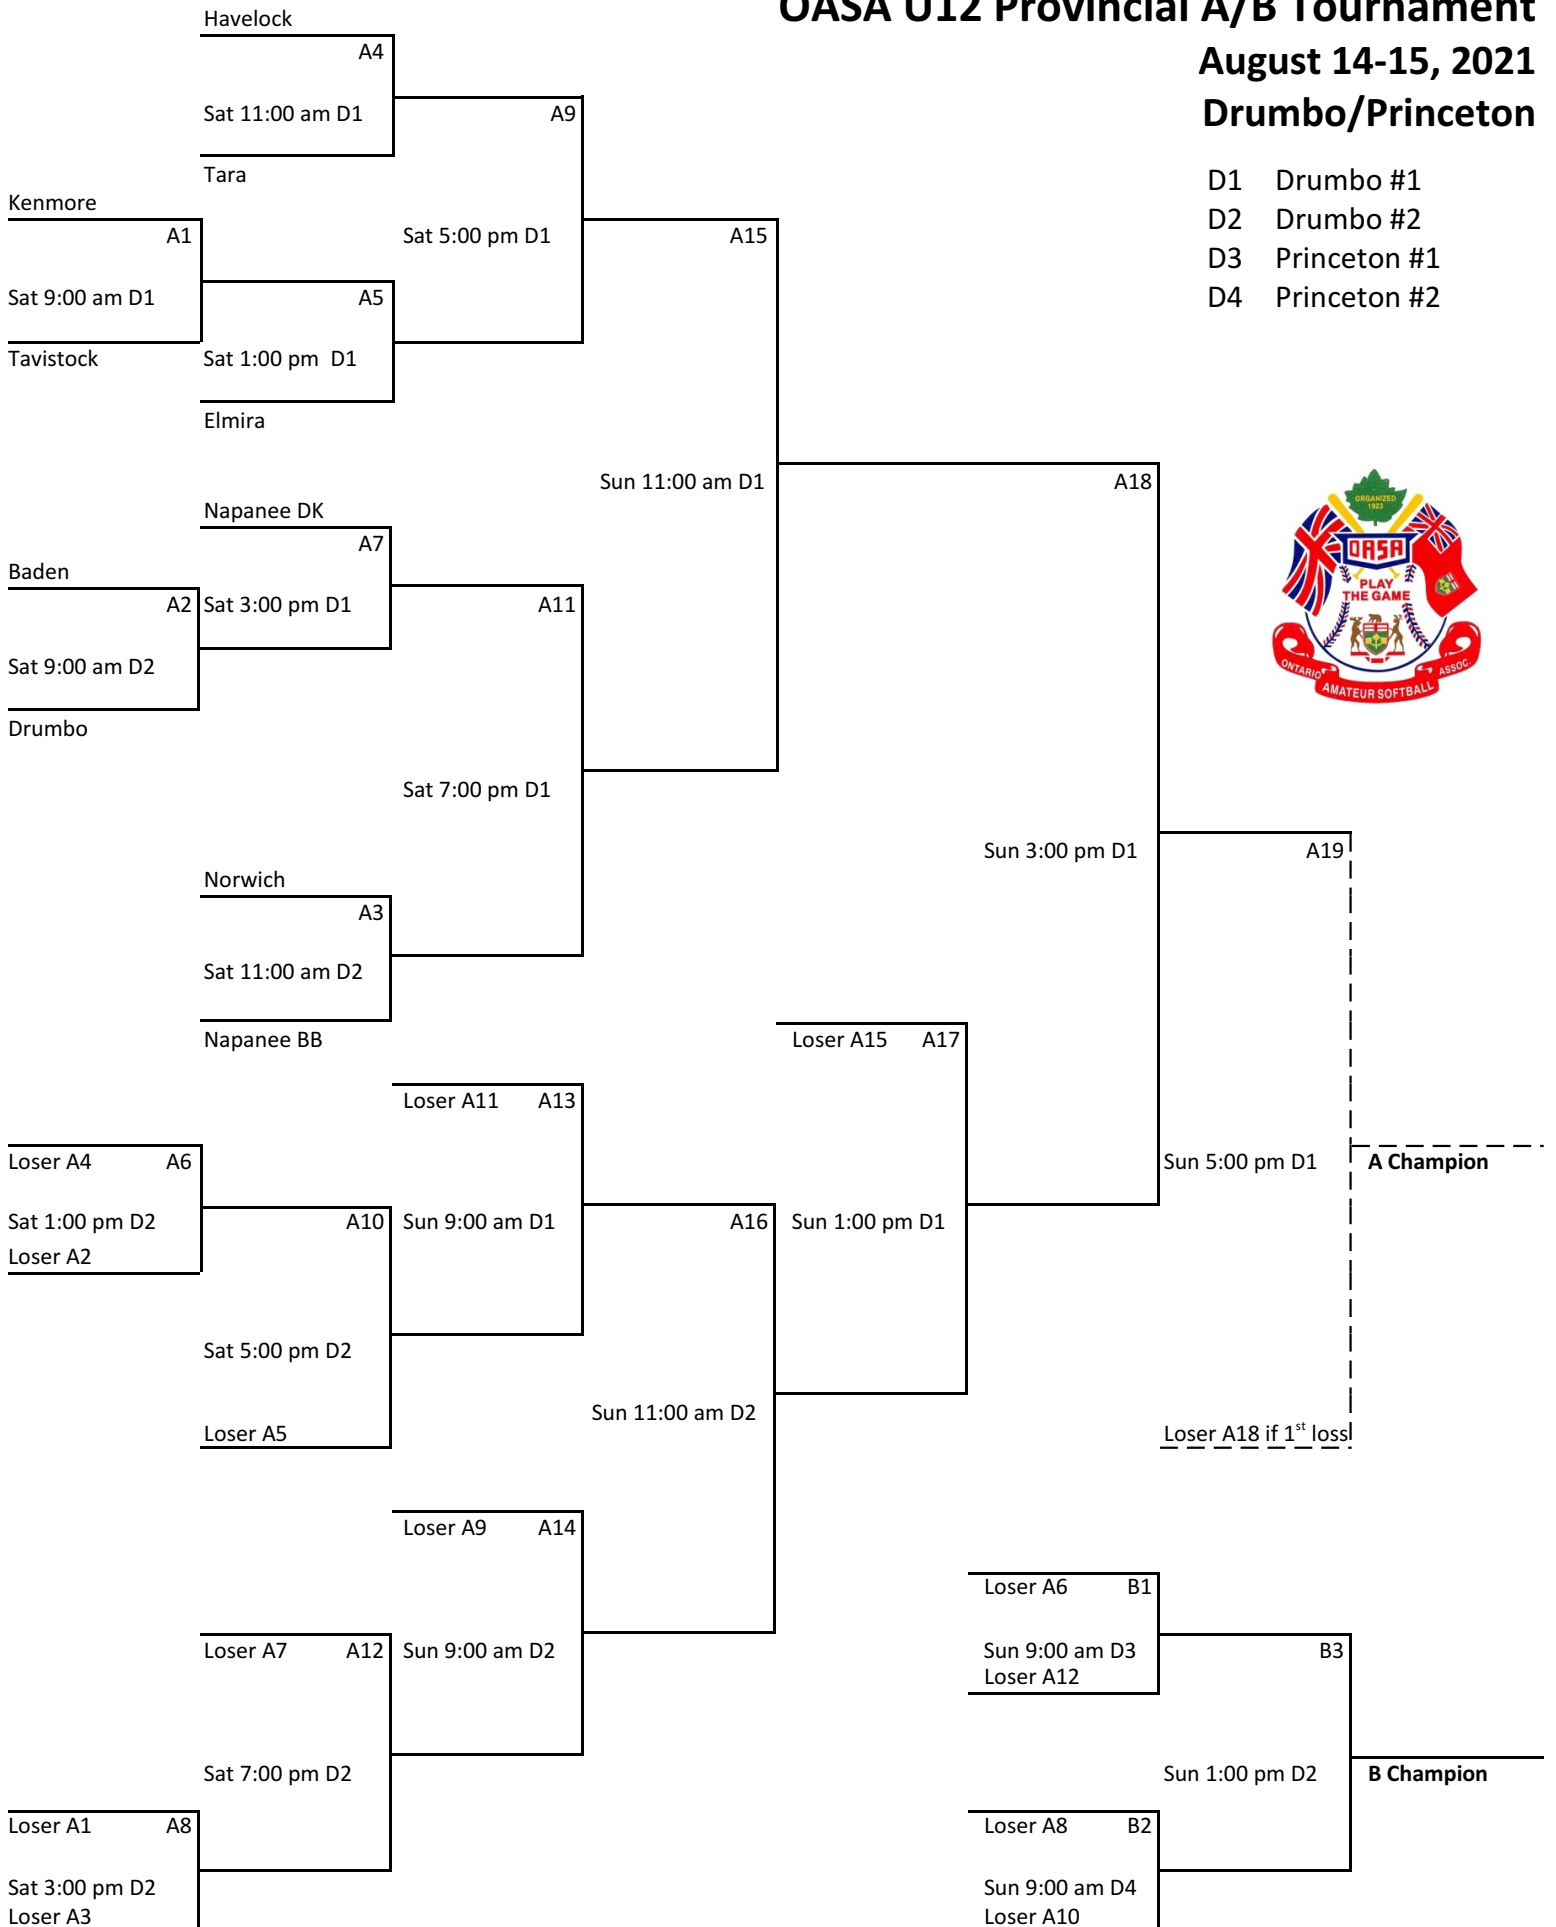 OASA U12 Provincial A/B Tournament
August 14-15, 2021
Drumbo/Princeton
D1 Drumbo #1
D2 Drumbo #2
D3 Princeton #1
D4 Princeton #2
Havelock
A4
Sat 11:00 am D1
A9
Tara
Kenmore
A1
Sat 5:00 pm D1
A15
Sat 9:00 am D1
A5
Tavistock
Sat 1:00 pm D1
Elmira
Sun 11:00 am D1
A18
Napanee DK
A7
Baden
A2
Sat 3:00 pm D1
A11
Sat 9:00 am D2
Drumbo
ORGANIZED
1923
OASA
PLAY
THE GAME
ONTARIO
AMATEUR SOFTBALL
ASSOC.
Sat 7:00 pm D1
Sun 3:00 pm D1
A19
Norwich
A3
Sat 11:00 am D2
Napanee BB
Loser A15 A17
Loser A11 A13
Loser A4 A6
Sun 5:00 pm D1
A Champion
Sat 1:00 pm D2
A10
Sun 9:00 am D1
A16
Sun 1:00 pm D1
Loser A2
Sat 5:00 pm D2
Sun 11:00 am D2
Loser A5
Loser A18 if 1st loss
Loser A9 A14
Loser A6 B1
Loser A7 A12
Sun 9:00 am D2
Sun 9:00 am D3
B3
Loser A12
Sat 7:00 pm D2
Sun 1:00 pm D2
B Champion
Loser A1 A8
Loser A8 B2
Sat 3:00 pm D2
Sun 9:00 am D4
Loser A3
Loser A10